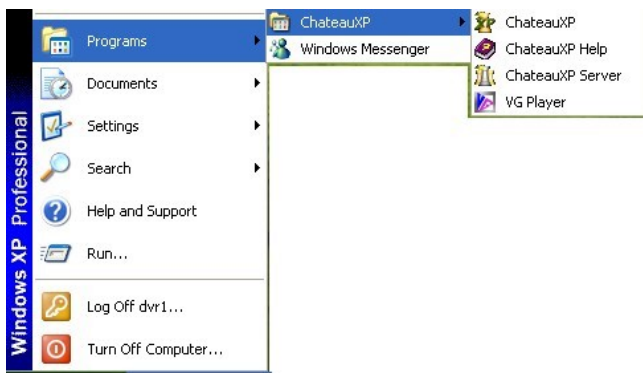 Windows XP Professional
Programs
Documents
Settings
Search
Help and Support
Run...
Log Off dvr1...
Turn Off Computer...
ChateauXP
Windows Messenger
ChateauXP
ChateauXP Help
ChateauXP Server
VG Player